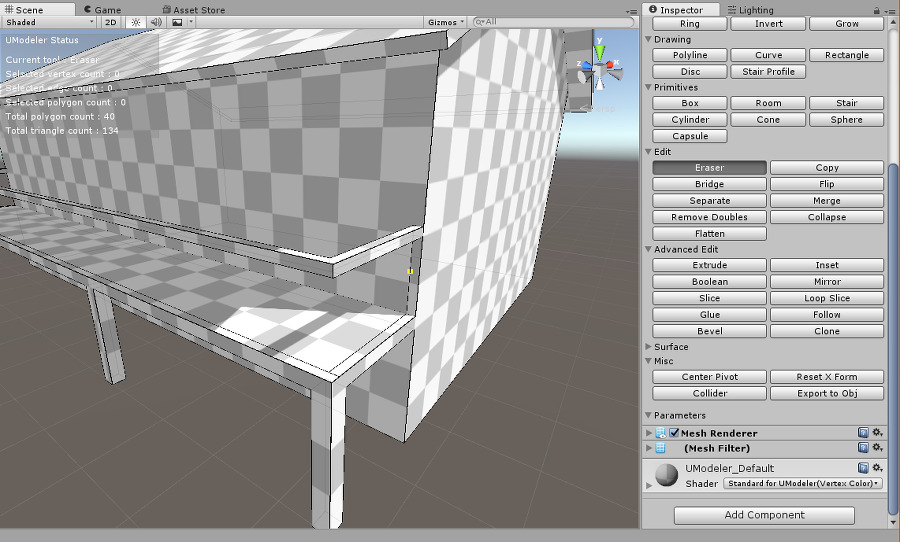 Scene Game Asset Store
Shaded 2D Gizmos All
UModeler Status
Current tool : Eraser
Selected vertex count : 0
Selected edge count : 0
Selected polygon count : 0
Total polygon count : 40
Total triangle count : 134
y
z x
Inspector Lighting
Ring Invert Grow
Drawing
Polyline Curve Rectangle
Disc Stair Profile
Primitives
Box Room Stair
Cylinder Cone Sphere
Capsule
Edit
Eraser Copy
Bridge Flip
Separate Merge
Remove Doubles Collapse
Flatten
Advanced Edit
Extrude Inset
Boolean Mirror
Slice Loop Slice
Glue Follow
Bevel Clone
Surface
Misc
Center Pivot Reset X Form
Collider Export to Obj
Parameters
Mesh Renderer
(Mesh Filter)
UModeler_Default
Shader Standard for UModeler(Vertex Color)
Add Component